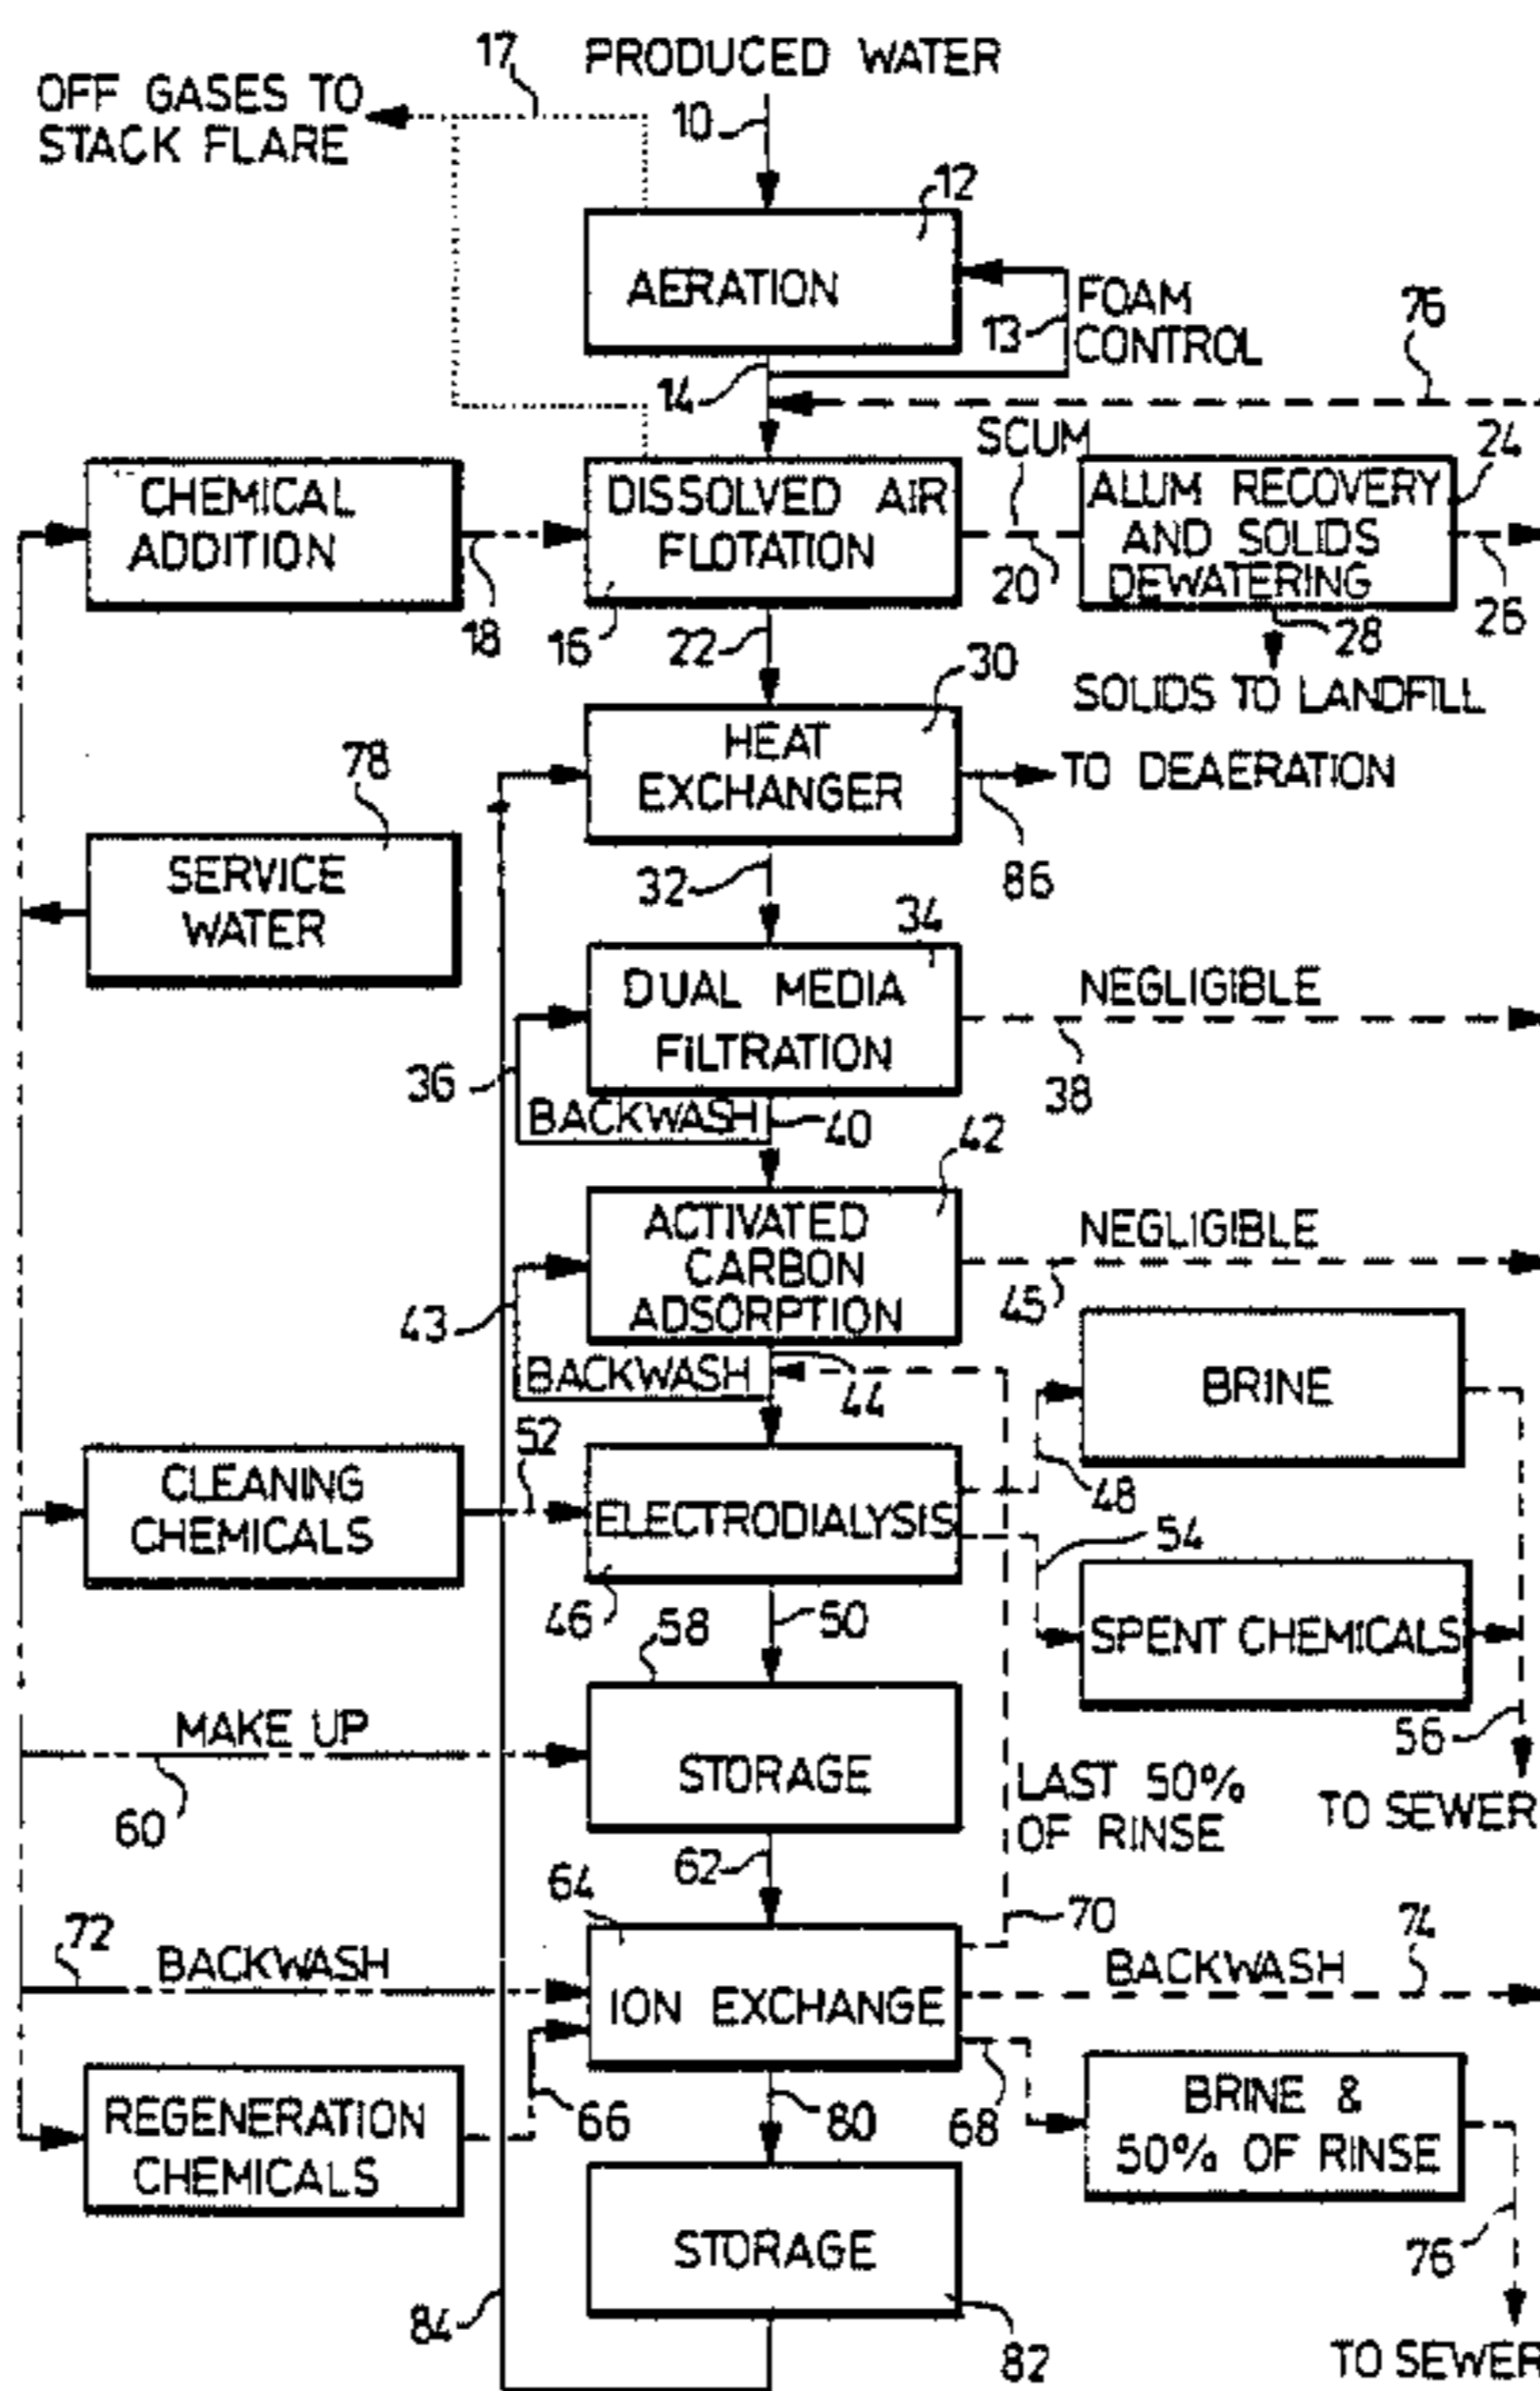 17
PRODUCED WATER
OFF GASES TO
STACK FLARE
10
12
AERATION
13
FOAM
CONTROL
76
14
SCUM
24
CHEMICAL
ADDITION
18
DISSOLVED AIR
FLOTATION
16
20
ALUM RECOVERY
AND SOLIDS
DEWATERING
26
28
22
SOLIDS TO LANDFILL
30
HEAT
EXCHANGER
TO DEAERATION
86
78
SERVICE
WATER
32
34
DUAL MEDIA
FILTRATION
NEGLIGIBLE
38
36
BACKWASH
40
42
ACTIVATED
CARBON
ADSORPTION
NEGLIGIBLE
45
43
BACKWASH
44
BRINE
48
52
CLEANING
CHEMICALS
ELECTRODIALYSIS
46
54
SPENT CHEMICALS
50
58
56
TO SEWER
MAKE UP
60
STORAGE
LAST 50%
OF RINSE
62
64
70
72
BACKWASH
ION EXCHANGE
BACKWASH
74
REGENERATION
CHEMICALS
66
80
68
BRINE &
50% OF RINSE
76
STORAGE
84
82
TO SEWER